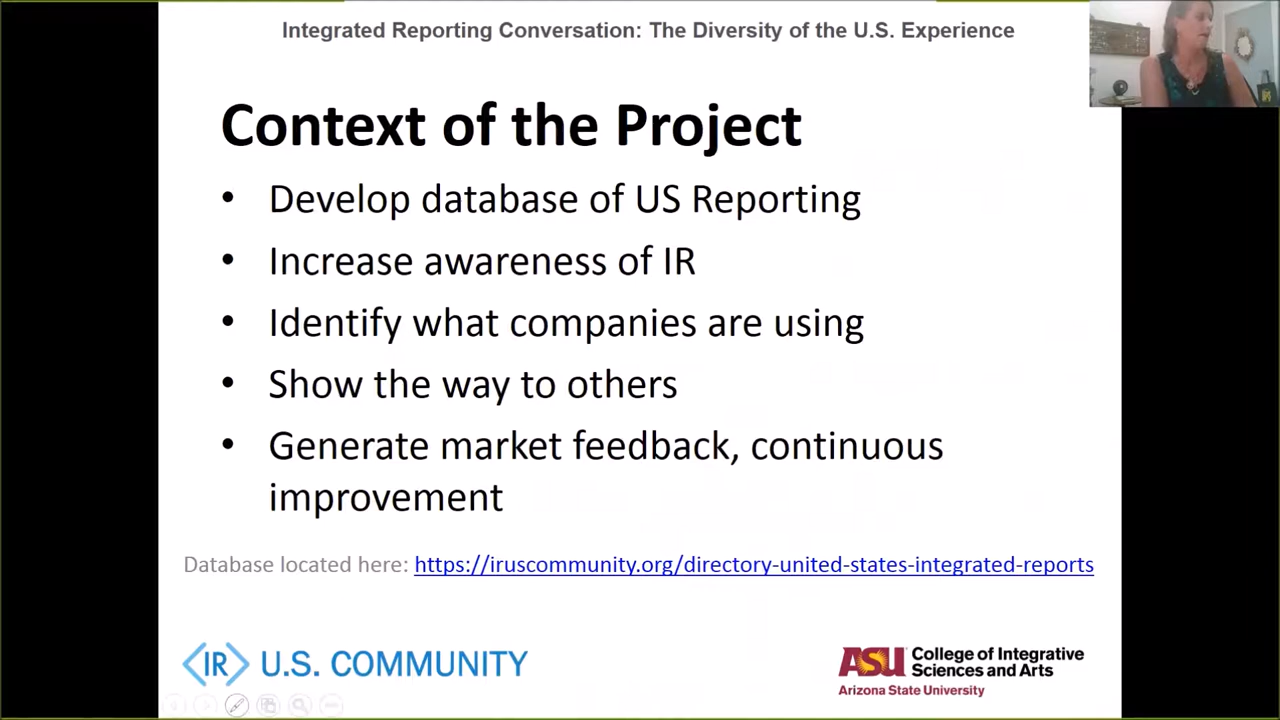 Integrated Reporting Conversation: The Diversity of the U.S. Experience
Context of the Project
• Develop database of US Reporting
• Increase awareness of IR
• Identify what companies are using
• Show the way to others
• Generate market feedback, continuous
improvement
Database located here: https://iruscommunity.org/directory-united-states-integrated-reports
<IR> U.S. COMMUNITY
ASU College of Integrative
Sciences and Arts
Arizona State University